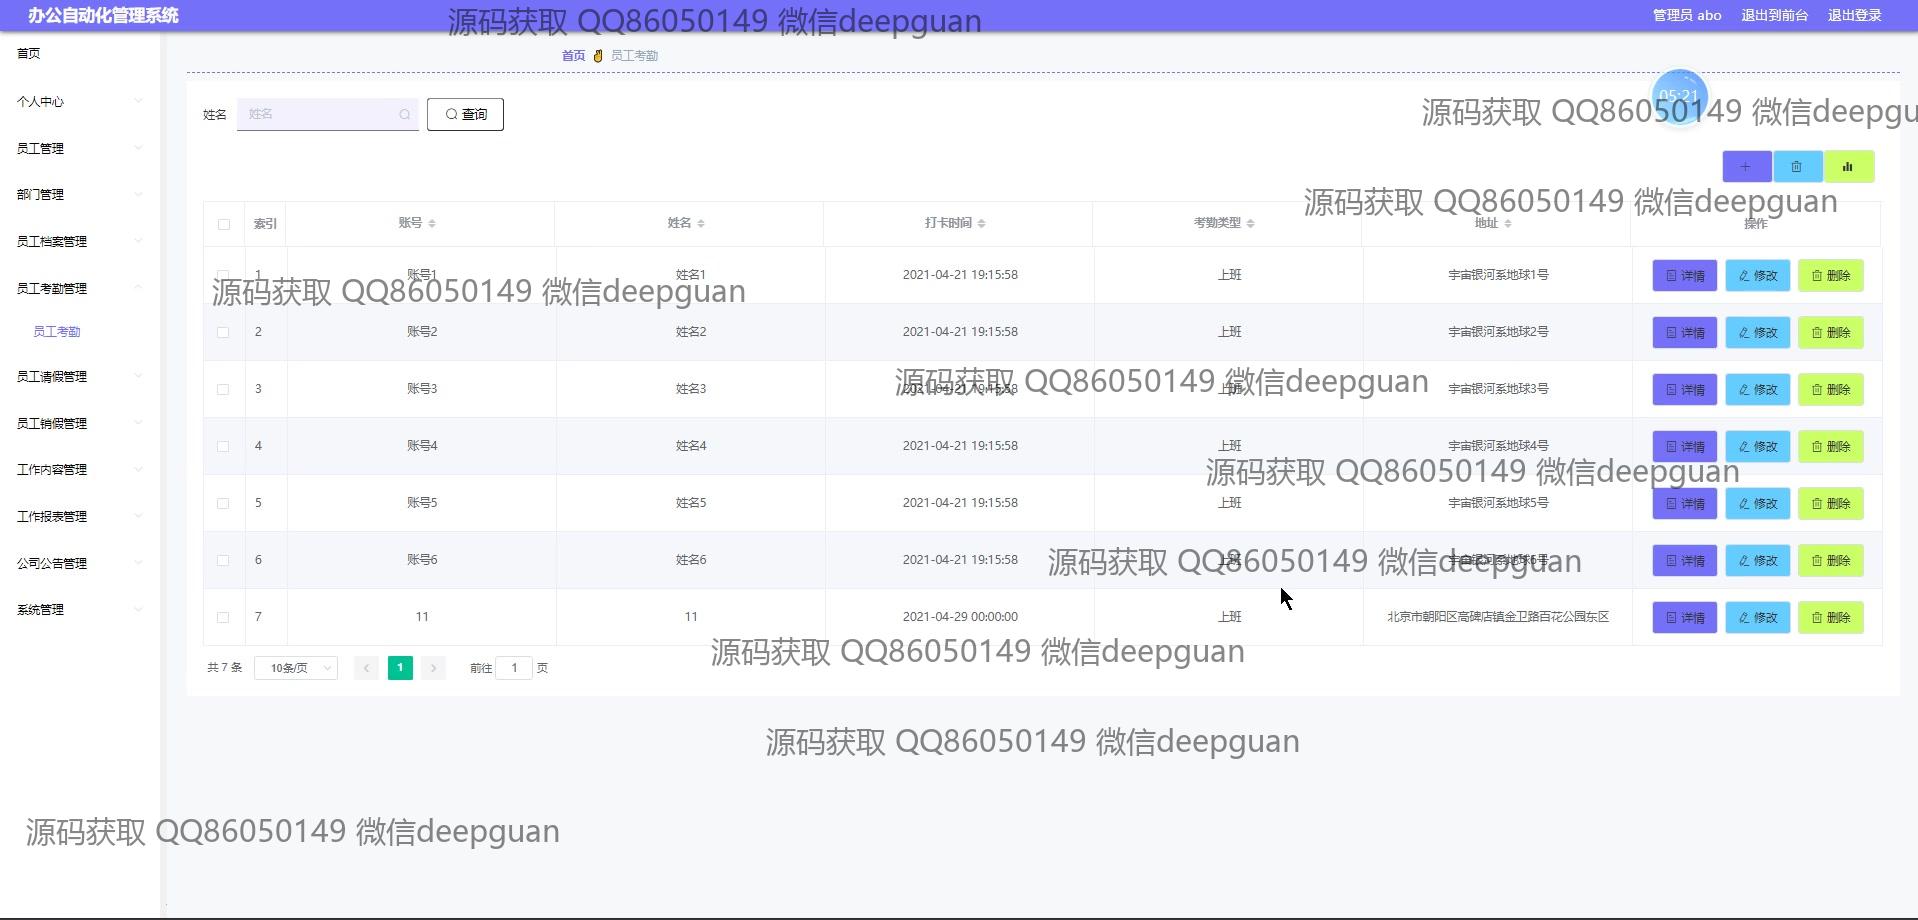 办公自动化管理系统
管理员 abo 退出到前台 退出登录
源码获取 QQ86050149 微信deepguan
首页 员工考勤
首页
个人中心
员工管理
部门管理
员工档案管理
员工考勤管理
员工考勤
员工请假管理
员工销假管理
工作内容管理
工作报表管理
公司公告管理
系统管理
05:21
源码获取 QQ86050149 微信deepgu
姓名 姓名 查询
源码获取 QQ86050149 微信deepguan
索引 账号 姓名 打卡时间 考勤类型 地址 操作
1 账号1 姓名1 2021-04-21 19:15:58 上班 宇宙银河系地球1号 详情 修改 删除
源码获取 QQ86050149 微信deepguan
2 账号2 姓名2 2021-04-21 19:15:58 上班 宇宙银河系地球2号 详情 修改 删除
3 账号3 姓名3 2021-04-21 19:15:58 上班 宇宙银河系地球3号 详情 修改 删除
源码获取 QQ86050149 微信deepguan
4 账号4 姓名4 2021-04-21 19:15:58 上班 宇宙银河系地球4号 详情 修改 删除
源码获取 QQ86050149 微信deepguan
5 账号5 姓名5 2021-04-21 19:15:58 上班 宇宙银河系地球5号 详情 修改 删除
6 账号6 姓名6 2021-04-21 19:15:58 上班 宇宙银河系地球6号 详情 修改 删除
源码获取 QQ86050149 微信deepguan
7 11 11 2021-04-29 00:00:00 上班 北京市朝阳区高碑店镇金卫路百花公园东区 详情 修改 删除
源码获取 QQ86050149 微信deepguan
共 7 条 10条/页 1 前往 1 页
源码获取 QQ86050149 微信deepguan
源码获取 QQ86050149 微信deepguan